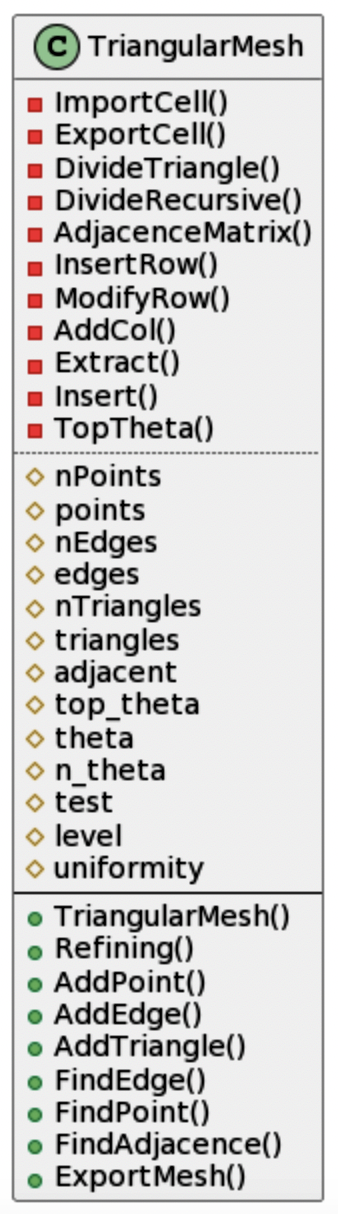 C TriangularMesh
ImportCell()
ExportCell()
DivideTriangle()
DivideRecursive()
AdjacenceMatrix()
InsertRow()
ModifyRow()
AddCol()
Extract()
Insert()
TopTheta()
nPoints
points
nEdges
edges
nTriangles
triangles
adjacent
top_theta
theta
n_theta
test
level
uniformity
TriangularMesh()
Refining()
AddPoint()
AddEdge()
AddTriangle()
FindEdge()
FindPoint()
FindAdjacence()
ExportMesh()